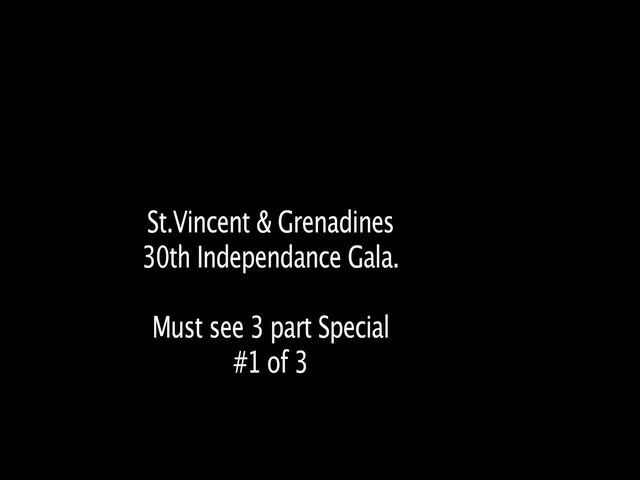 St.Vincent & Grenadines
30th Independance Gala.
Must see 3 part Special
#1 of 3